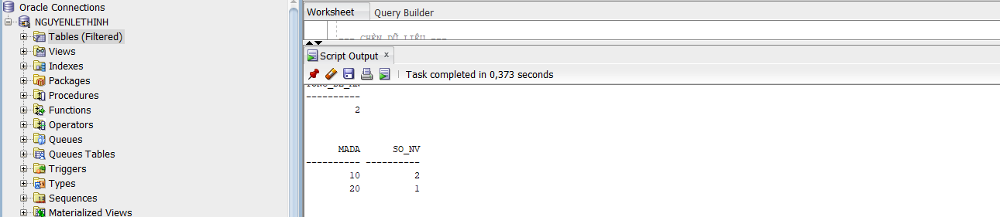 Oracle Connections
NGUYENLETHINH
Tables (Filtered)
Views
Indexes
Packages
Procedures
Functions
Operators
Queues
Queues Tables
Triggers
Types
Sequences
Materialized Views
Worksheet Query Builder
--- CHÈN DỮ LIỆU ---
Script Output ×
Task completed in 0,373 seconds
TONG_DE_AN
----------
2
MADA SO_NV
---------- ----------
10 2
20 1